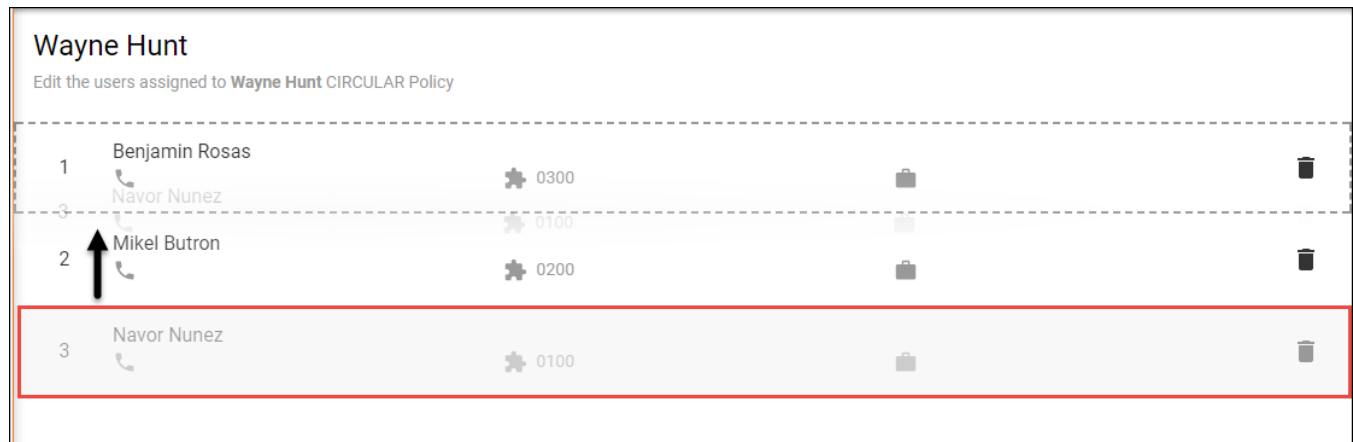 Wayne Hunt
Edit the users assigned to Wayne Hunt CIRCULAR Policy
1 Benjamin Rosas
0300
Navor Nunez
3
0100
2 Mikel Butron
0200
3 Navor Nunez
0100